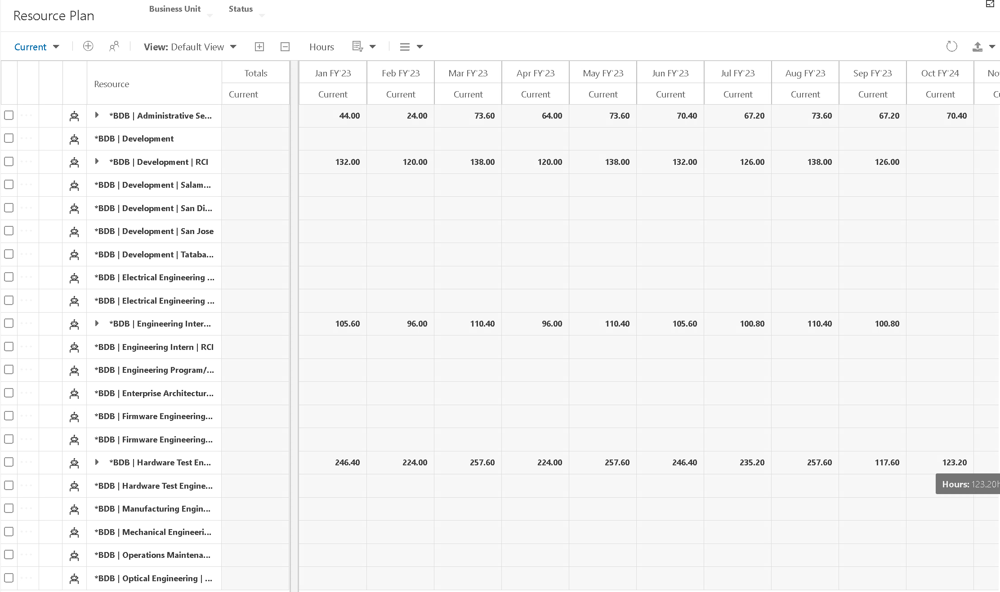 Resource Plan
Business Unit Status
Current View: Default View Hours
Resource Totals Jan FY'23 Feb FY'23 Mar FY'23 Apr FY'23 May FY'23 Jun FY'23 Jul FY'23 Aug FY'23 Sep FY'23 Oct FY'24 No
Current Current Current Current Current Current Current Current Current Current Current
*BDB | Administrative Se... 44.00 24.00 73.60 64.00 73.60 70.40 67.20 73.60 67.20 70.40
*BDB | Development
*BDB | Development | RCI 132.00 120.00 138.00 120.00 138.00 132.00 126.00 138.00 126.00
*BDB | Development | Salam...
*BDB | Development | San Di...
*BDB | Development | San Jose
*BDB | Development | Tataba...
*BDB | Electrical Engineering ...
*BDB | Electrical Engineering ...
*BDB | Engineering Inter... 105.60 96.00 110.40 96.00 110.40 105.60 100.80 110.40 100.80
*BDB | Engineering Intern | RCI
*BDB | Engineering Program/...
*BDB | Enterprise Architectur...
*BDB | Firmware Engineering...
*BDB | Firmware Engineering...
*BDB | Hardware Test En... 246.40 224.00 257.60 224.00 257.60 246.40 235.20 257.60 117.60 123.20
Hours: 123.20h
*BDB | Hardware Test Engine...
*BDB | Manufacturing Engin...
*BDB | Mechanical Engineeri...
*BDB | Operations Maintena...
*BDB | Optical Engineering | ...